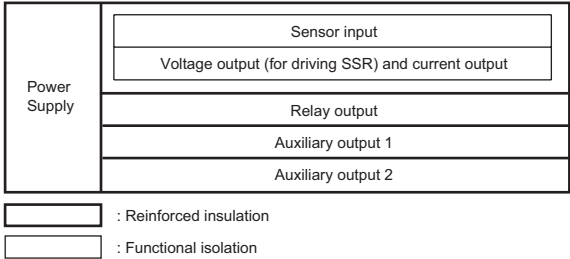 Sensor input
Voltage output (for driving SSR) and current output
Power
Supply
Relay output
Auxiliary output 1
Auxiliary output 2
: Reinforced insulation
: Functional isolation